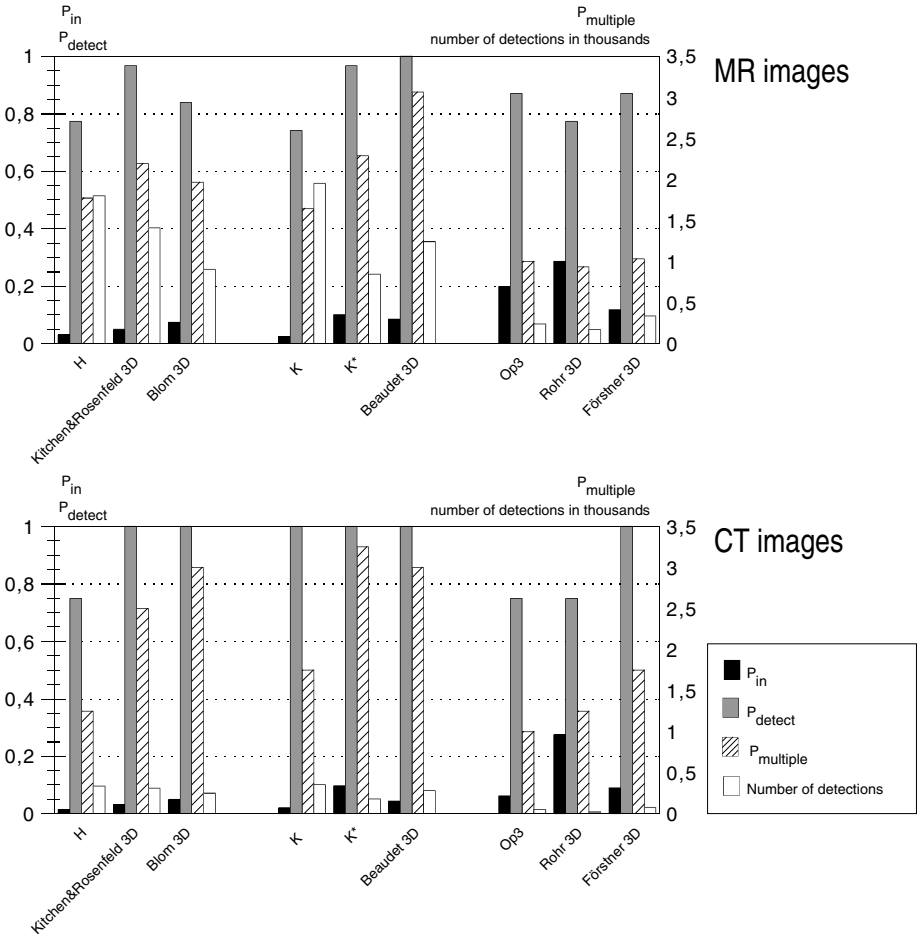 P_in
P_detect
P_multiple
number of detections in thousands
MR images
1
0,8
0,6
0,4
0,2
0
3,5
3
2,5
2
1,5
1
0,5
0
H
Kitchen&Rosenfeld 3D
Blom 3D
K
K*
Beaudet 3D
Op3
Rohr 3D
Förstner 3D
P_in
P_detect
P_multiple
number of detections in thousands
CT images
1
0,8
0,6
0,4
0,2
0
3,5
3
2,5
2
1,5
1
0,5
0
H
Kitchen&Rosenfeld 3D
Blom 3D
K
K*
Beaudet 3D
Op3
Rohr 3D
Förstner 3D
P_in
P_detect
P_multiple
Number of detections